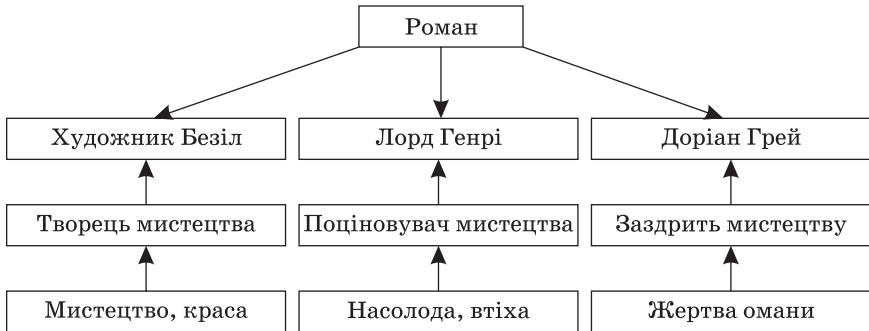 Роман
Художник Безіл
Лорд Генрі
Доріан Грей
Творець мистецтва
Поціновувач мистецтва
Заздрить мистецтву
Мистецтво, краса
Насолода, втіха
Жертва омани